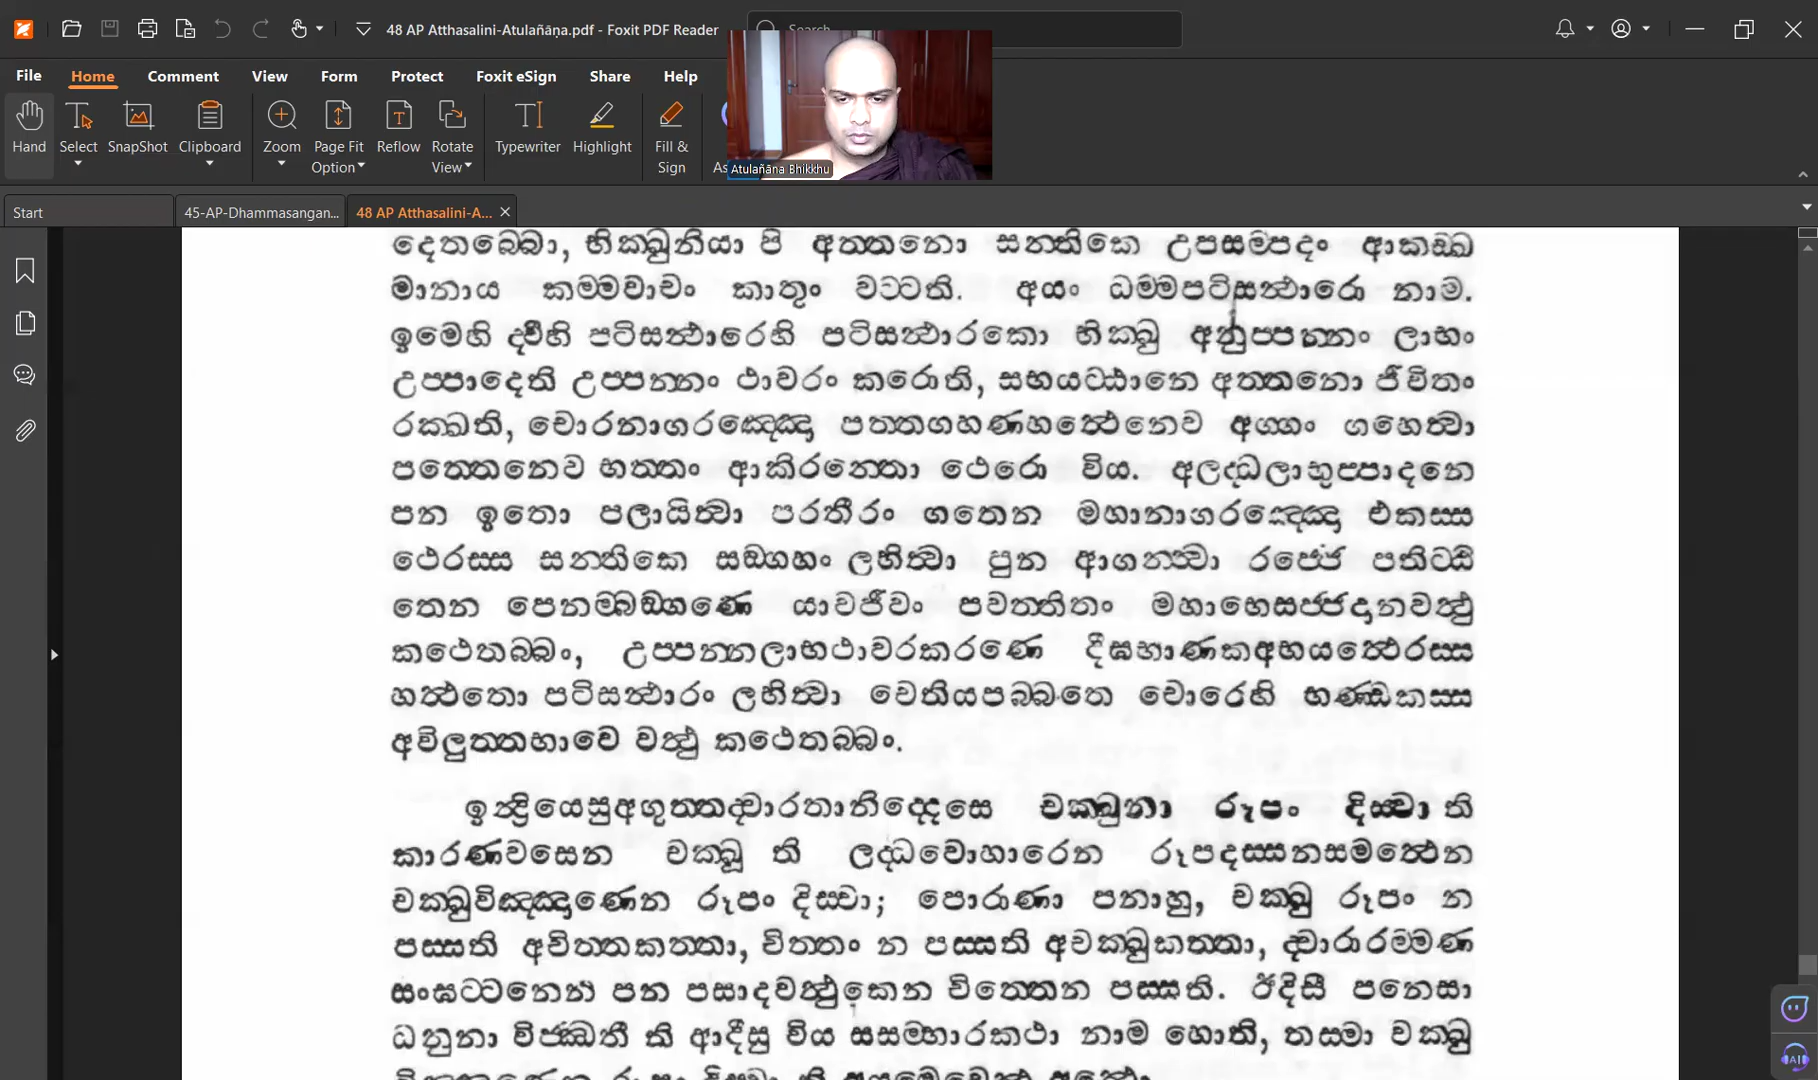 48 AP Atthasalini-Atulañāṇa.pdf - Foxit PDF Reader
Search
File Home Comment View Form Protect Foxit eSign Share Help
Hand Select SnapShot Clipboard Zoom Page Fit Option Reflow Rotate View Typewriter Highlight Fill & Sign As
Atulañāna Bhikkhu
Start 45-AP-Dhammasangan... 48 AP Atthasalini-A...
දෙතබ්බො, භික්ඛුනියා පි අත්තනො සන්තිකෙ උපසම්පදං ආකඞ්ඛ
මානාය කම්මවාචං කාතුං වට්ටති. අයං ධම්මපටිසන්ථාරො නාම.
ඉමෙහි ද්වීහි පටිසන්ථාරෙහි පටිසන්ථාරකො භික්ඛු අනුප්පන්නං ලාභං
උප්පාදෙති උප්පන්නං ථාවරං කරොති, සභයට්ඨානෙ අත්තනො ජීවිතං
රක්ඛති, චොරනාගරඤ්ඤො පත්තගහණහත්ථෙනෙව අග්ගං ගහෙත්වා
පත්තෙනෙව භත්තං ආකිරන්තො ථෙරො විය. අලද්ධලාභුප්පාදනෙ
පන ඉතො පලායිත්වා පරතීරං ගතෙන මහානාගරඤ්ඤා එකස්ස
ථෙරස්ස සන්තිකෙ සඞ්ගහං ලභිත්වා පුන ආගන්ත්වා රජ්ජෙ පතිට්ඨි
තෙන පෙනම්බඞ්ගණෙ යාවජීවං පවත්තිතං මහාභෙසජ්ජදානවත්ථු
කථෙතබ්බං, උප්පන්නලාභථාවරකරණෙ දීඝභාණකඅභයත්ථෙරස්ස
හත්ථතො පටිසන්ථාරං ලභිත්වා චෙතියපබ්බතෙ චොරෙහි භණ්ඩකස්ස
අවිලුත්තභාවෙ වත්ථු කථෙතබ්බං.
ඉන්ද්‍රියෙසුඅගුත්තද්වාරතානිද්දෙසෙ චක්ඛුනා රූපං දිස්වා ති
කාරණවසෙන චක්ඛූ ති ලද්ධවොහාරෙන රූපදස්සනසමත්ථෙන
චක්ඛුවිඤ්ඤාණෙන රූපං දිස්වා; පොරාණා පනාහු, චක්ඛු රූපං න
පස්සති අචිත්තකත්තා, චිත්තං න පස්සති අචක්ඛුකත්තා, ද්වාරාරම්මණ
සංඝට්ටනෙන පන පසාදවත්ථුකෙන චිත්තෙන පස්සති. ඊදිසී පනෙසා
ධනුනා විජ්ඣතී ති ආදීසු විය සසම්භාරකථා නාම හොති, තස්මා චක්ඛු